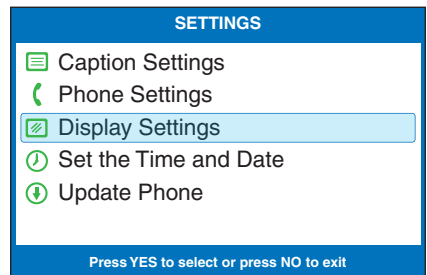 SETTINGS
Caption Settings
Phone Settings
Display Settings
Set the Time and Date
Update Phone
Press YES to select or press NO to exit